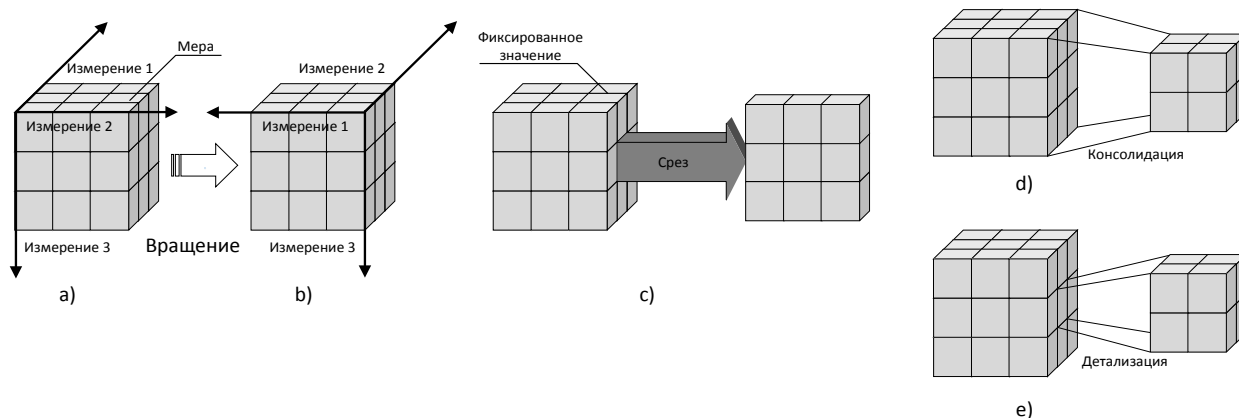 Мера
Измерение 1
Измерение 2
Измерение 3
a)
Вращение
Измерение 2
Измерение 1
Измерение 3
b)
Фиксированное
значение
Срез
c)
Консолидация
d)
Детализация
e)